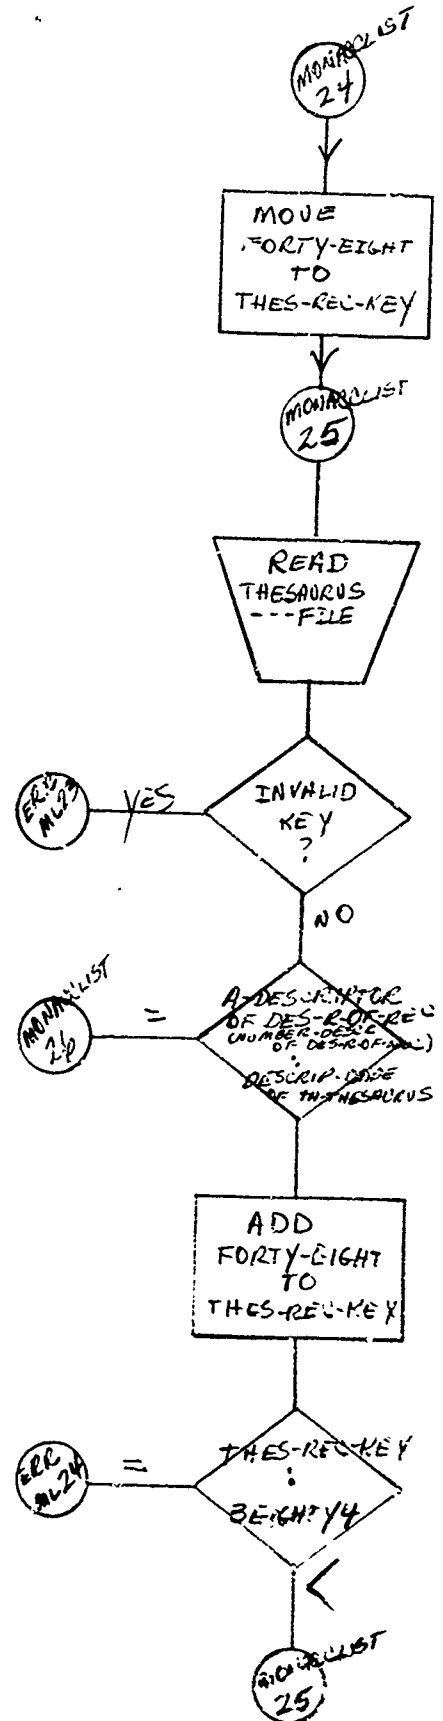 MONARCLIST
24
MOVE
FORTY-EIGHT
TO
THES-REC-KEY
MONARCLIST
25
READ
THESAURUS
---FILE
INVALID
KEY
?
YES
ERR
ML23
NO
A-DESCRIPTOR
OF DES-R-OF-REC
(NUMBER-DESCR
OF DES-R-OF-REC)
:
DESCRIP-CODE
OF TH-THESAURUS
=
MONARCLIST
26
ADD
FORTY-EIGHT
TO
THES-REC-KEY
THES-REC-KEY
:
3EIGHTY4
=
ERR
ML24
<
MONARCLIST
25